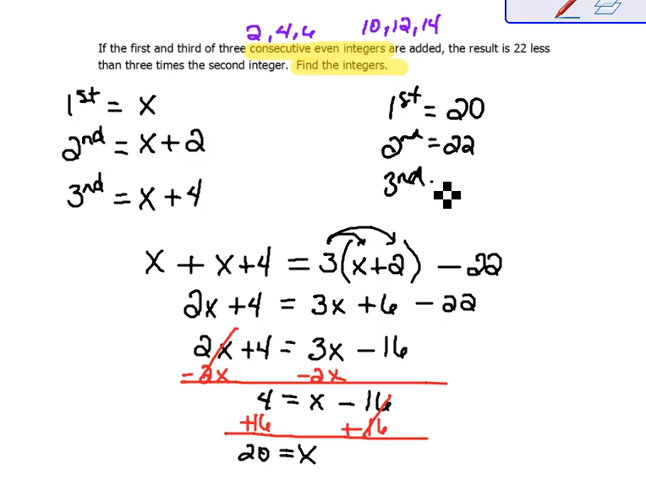 2, 4, 6 10, 12, 14
If the first and third of three consecutive even integers are added, the result is 22 less
than three times the second integer. Find the integers.
1st = x
2nd = x + 2
3rd = x + 4
1st = 20
2nd = 22
3rd
x + x + 4 = 3(x + 2) - 22
2x + 4 = 3x + 6 - 22
2x + 4 = 3x - 16
- 2x - 2x
4 = x - 16
+16 +16
20 = x